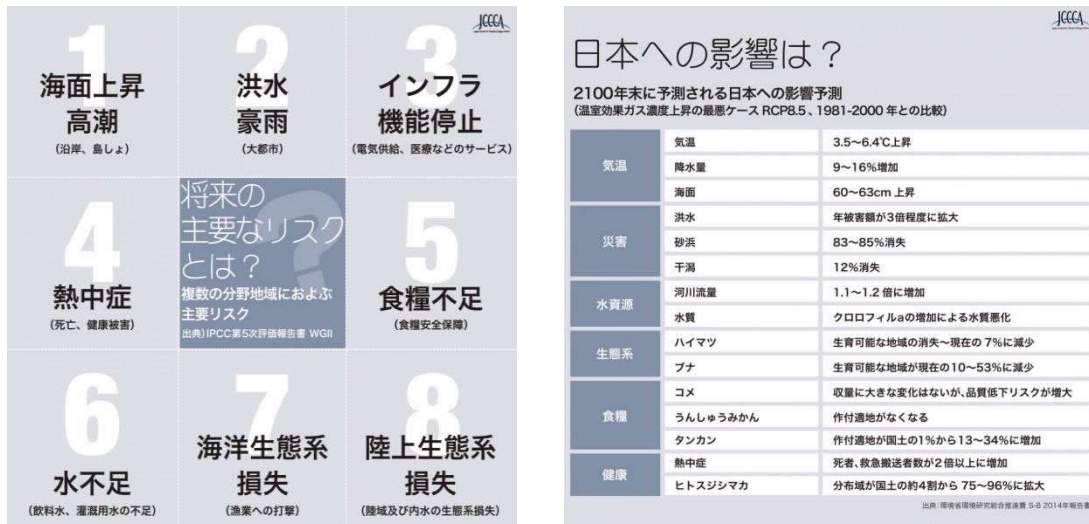 JCCCA
1
海面上昇
高潮
(沿岸、島しょ)
2
洪水
豪雨
(大都市)
3
インフラ
機能停止
(電気供給、医療などのサービス)
4
熱中症
(死亡、健康被害)
将来の
主要なリスク
とは?
複数の分野地域におよぶ
主要リスク
出典)IPCC第5次評価報告書 WGII
5
食糧不足
(食糧安全保障)
6
水不足
(飲料水、灌漑用水の不足)
7
海洋生態系
損失
(漁業への打撃)
8
陸上生態系
損失
(陸域及び内水の生態系損失)
JCCCA
日本への影響は?
2100年末に予測される日本への影響予測
(温室効果ガス濃度上昇の最悪ケース RCP8.5、1981-2000 年との比較)
気温
気温 3.5〜6.4℃上昇
降水量 9〜16%増加
海面 60〜63cm 上昇
災害
洪水 年被害額が3倍程度に拡大
砂浜 83〜85%消失
干潟 12%消失
水資源
河川流量 1.1〜1.2 倍に増加
水質 クロロフィルaの増加による水質悪化
生態系
ハイマツ 生育可能な地域の消失〜現在の 7%に減少
ブナ 生育可能な地域が現在の10〜53%に減少
食糧
コメ 収量に大きな変化はないが、品質低下リスクが増大
うんしゅうみかん 作付適地がなくなる
タンカン 作付適地が国土の1%から13〜34%に増加
健康
熱中症 死者、救急搬送者数が2倍以上に増加
ヒトスジシマカ 分布域が国土の約4割から 75〜96%に拡大
出典 環境省環境研究総合推進費 S-8 2014年報告書